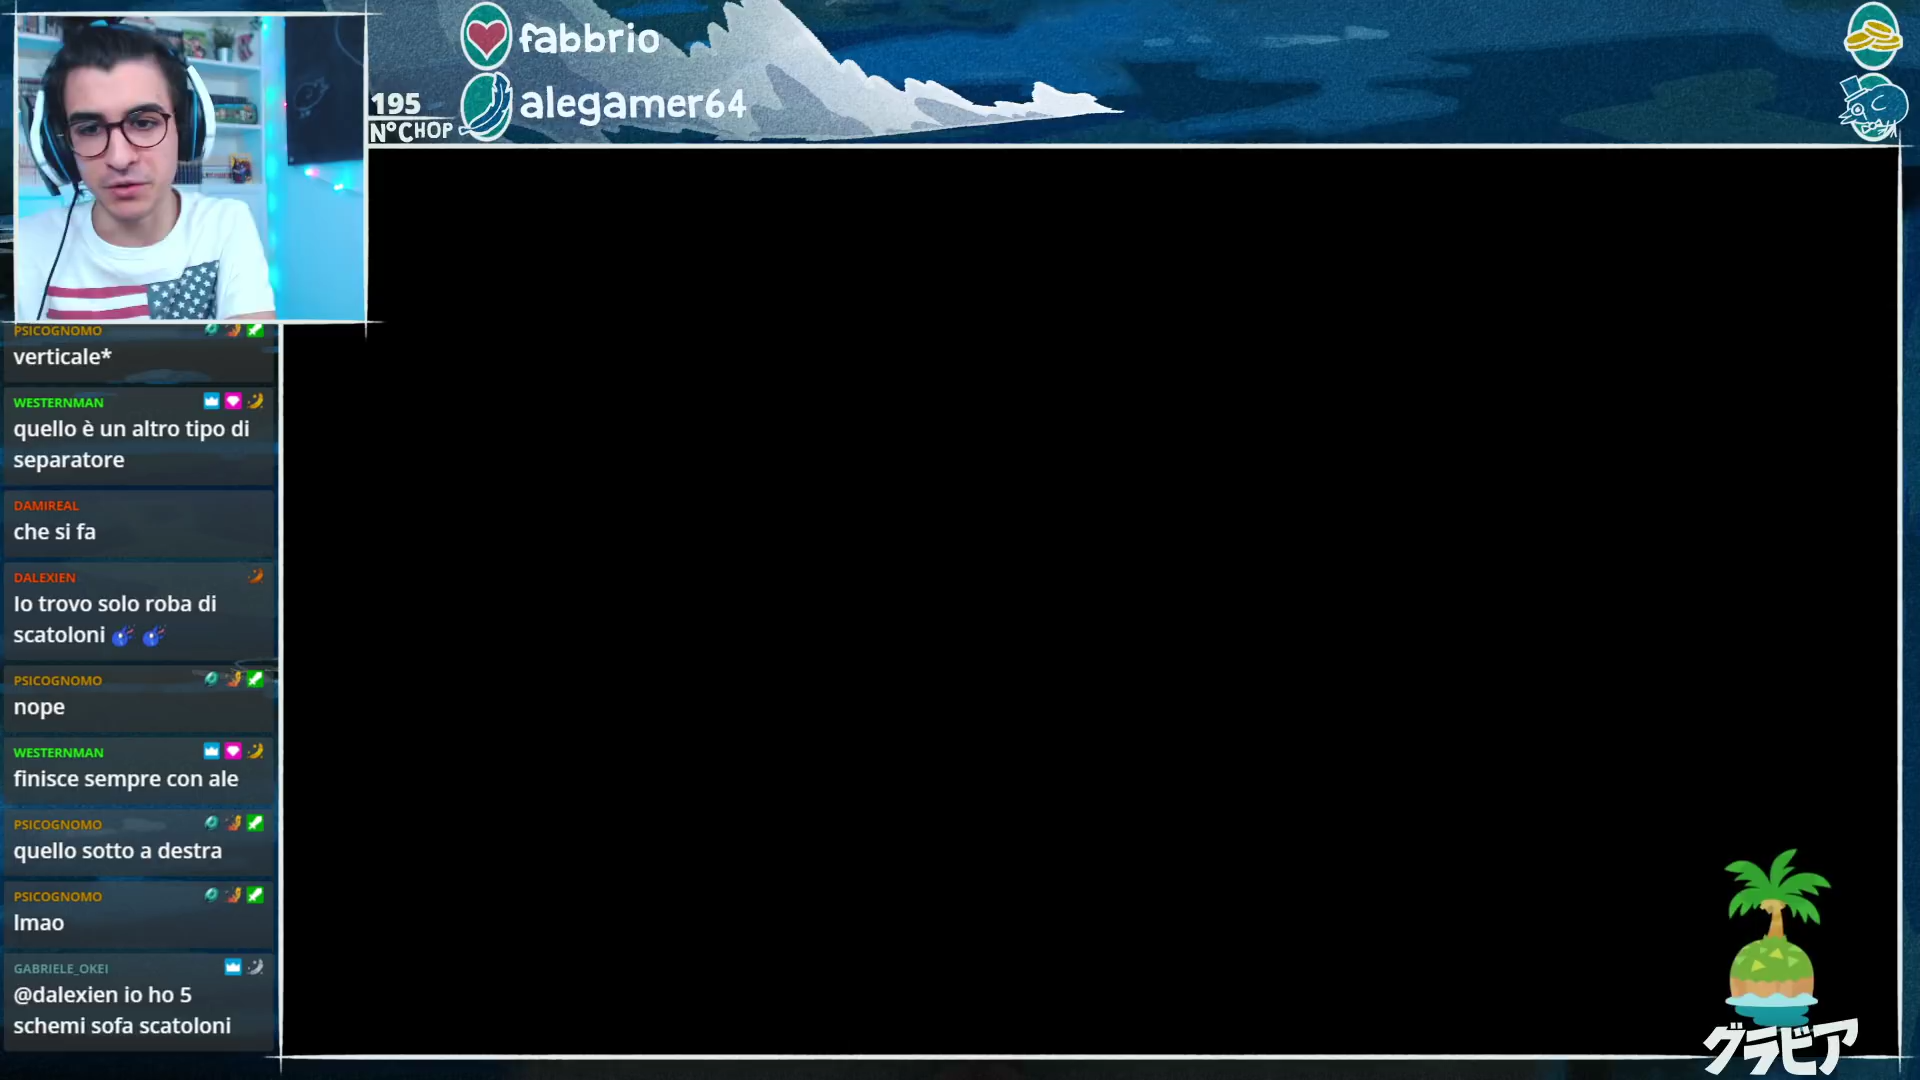 fabbrio
195
N°CHOP
alegamer64
PSICOGNOMO
verticale*
WESTERNMAN
quello è un altro tipo di
separatore
DAMIREAL
che si fa
DALEXIEN
Io trovo solo roba di
scatoloni
PSICOGNOMO
nope
WESTERNMAN
finisce sempre con ale
PSICOGNOMO
quello sotto a destra
PSICOGNOMO
lmao
GABRIELE_OKEI
@dalexien io ho 5
schemi sofa scatoloni
グラビア